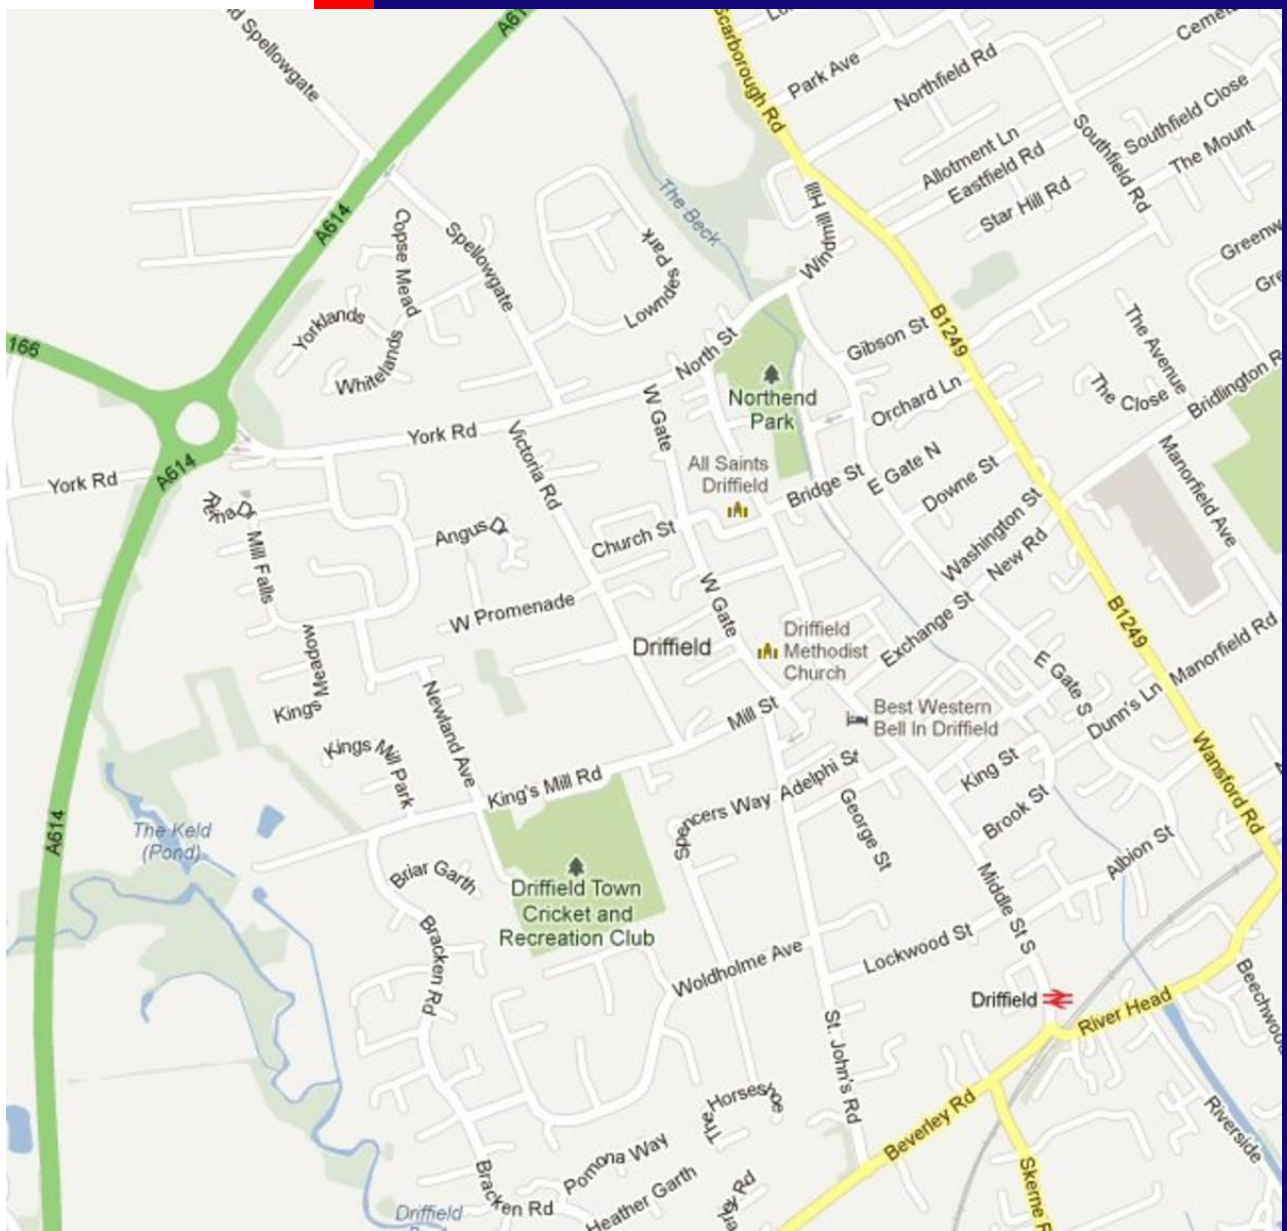 A61
d Spellowgate
Scarborough Rd
Park Ave
Northfield Rd
Cemet
Southfield Close
Southfield Rd
The Mount
Allotment Ln
Eastfield Rd
Star Hill Rd
The Beck
Windmill Hill
A614
Copse Mead
Spellowgate
Lowndes Park
Greenw
Gre
Yorklands
Whitelands
166
North St
Gibson St
B1249
The Avenue
The Close
Bridlington R
Northend
Park
Orchard Ln
W Gate
York Rd
Victoria Rd
All Saints
Driffield
Bridge St
E Gate N
Downe St
Manorfield Ave
York Rd
A614
Mill Falls
Angus
Church St
Washington St
New Rd
W Promenade
W Gate
Driffield
Driffield
Methodist
Church
Exchange St
B1249
Manorfield Rd
Kings
Meadow
Newland Ave
Mill St
Best Western
Bell In Driffield
E Gate S
Dunn's Ln
Wansford Rd
Kings Mill Park
King's Mill Rd
Spencers Way
Adelphi St
King St
Brook St
George St
A614
The Keld
(Pond)
Briar Garth
Driffield Town
Cricket and
Recreation Club
Middle St S
Albion St
Bracken Rd
Woldholme Ave
Lockwood St
Driffield
River Head
Beechwood
St. John's Rd
The Horseshoe
Beverley Rd
Riverside
Skerne R
Pomona Way
Bracken Rd
Heather Garth
ey Rd
Driffield